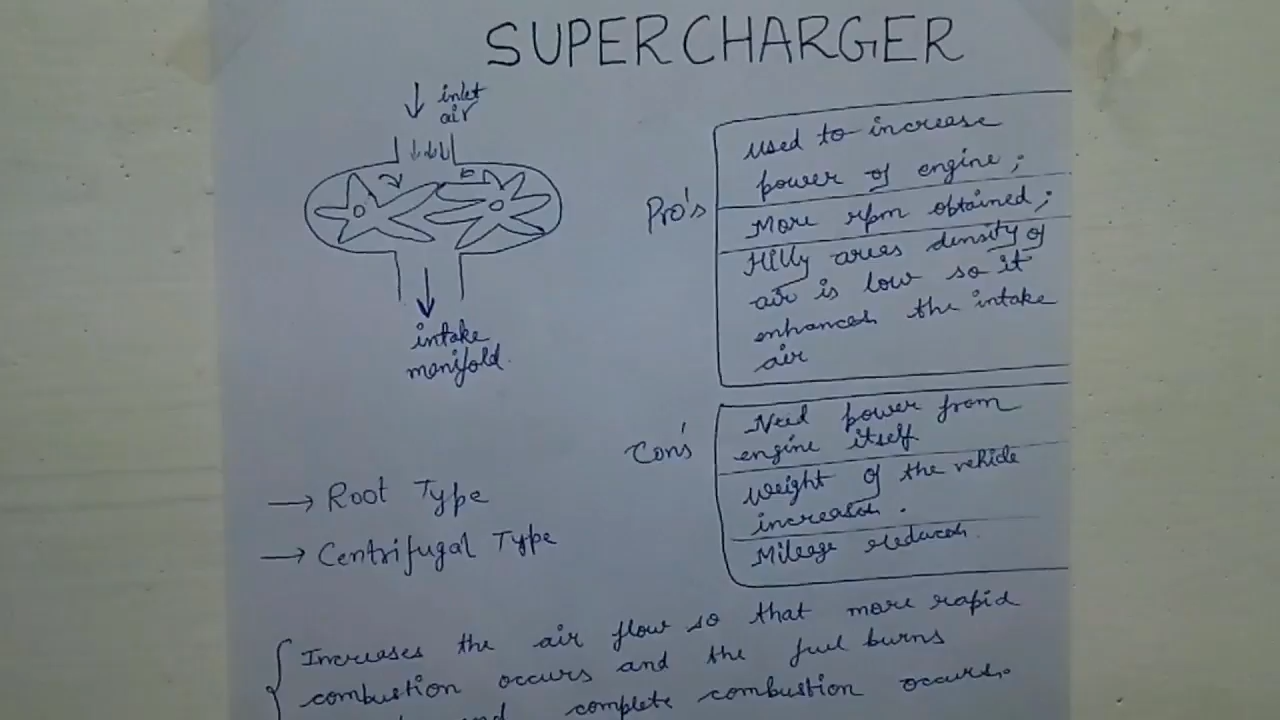 SUPERCHARGER
inlet
air
intake
manifold.
Pro's
used to increase
power of engine;
More rpm obtained;
Hilly areas density of
air is low so it
enhances the intake
air
Con's
Need power from
engine itself
weight of the vehicle
increases.
Mileage reduces.
→ Root Type
→ Centrifugal Type
Increases the air flow so that more rapid
combustion occurs and the fuel burns
and complete combustion occurs.